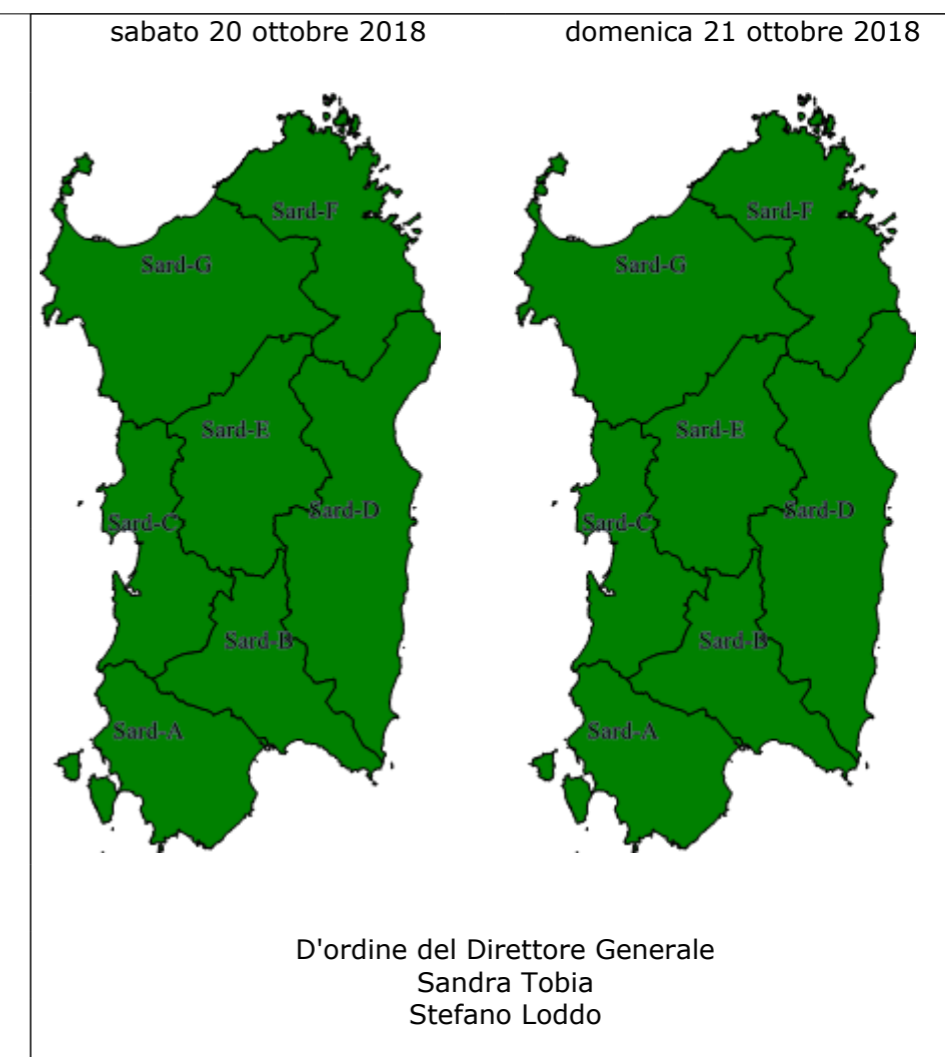 sabato 20 ottobre 2018
domenica 21 ottobre 2018
Sard-F
Sard-G
Sard-E
Sard-D
Sard-C
Sard-B
Sard-A
Sard-F
Sard-G
Sard-E
Sard-D
Sard-C
Sard-B
Sard-A
D'ordine del Direttore Generale
Sandra Tobia
Stefano Loddo